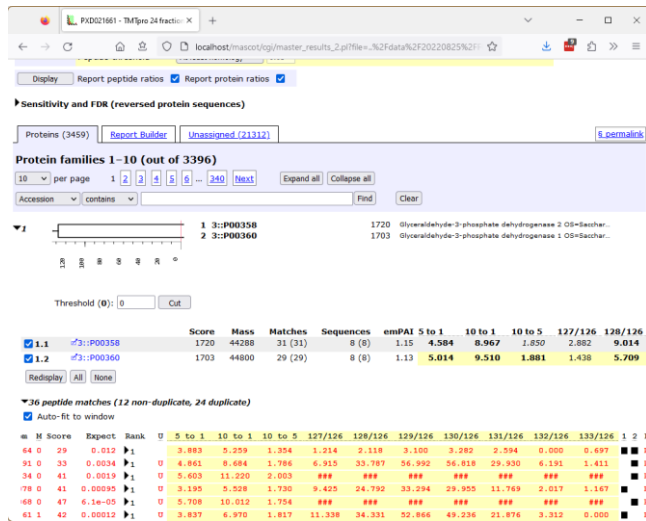 PXD021661 - TMTpro 24 fraction
localhost/mascot/cgi/master_results_2.pl?file=..%2Fdata%2F20220825%2F
Display Report peptide ratios Report protein ratios
Sensitivity and FDR (reversed protein sequences)
Proteins (3459) Report Builder Unassigned (21312) § permalink
Protein families 1–10 (out of 3396)
10 per page 1 2 3 4 5 6 ... 340 Next Expand all Collapse all
Accession contains Find Clear
1 1 3::P00358 1720 Glyceraldehyde-3-phosphate dehydrogenase 2 OS=Sacchar...
2 3::P00360 1703 Glyceraldehyde-3-phosphate dehydrogenase 1 OS=Sacchar...
120 100 80 60 40 20 0
Threshold (0): 0 Cut
Score Mass Matches Sequences emPAI 5 to 1 10 to 1 10 to 5 127/126 128/126
1.1 3::P00358 1720 44288 31 (31) 8 (8) 1.15 4.584 8.967 1.850 2.882 9.014
1.2 3::P00360 1703 44800 29 (29) 8 (8) 1.13 5.014 9.510 1.881 1.438 5.709
Redisplay All None
36 peptide matches (12 non-duplicate, 24 duplicate)
Auto-fit to window
M Score Expect Rank U 5 to 1 10 to 1 10 to 5 127/126 128/126 129/126 130/126 131/126 132/126 133/126 1 2
64 0 29 0.012 1 3.883 5.259 1.354 1.214 2.118 3.100 3.282 2.594 0.000 0.697
91 0 33 0.0034 1 U 4.861 8.684 1.786 6.915 33.787 56.992 56.818 29.930 6.191 1.411
34 0 41 0.0019 1 U 5.603 11.220 2.003 ### ### ### ### ### ### ###
78 0 41 0.00093 1 U 3.195 5.528 1.730 9.425 24.792 33.294 29.955 11.769 2.017 1.167
68 0 47 6.1e-05 1 U 5.708 10.012 1.754 ### ### ### ### ### ### ###
61 1 42 0.00012 1 U 3.837 6.970 1.817 11.338 34.331 52.866 49.236 21.876 3.312 0.000